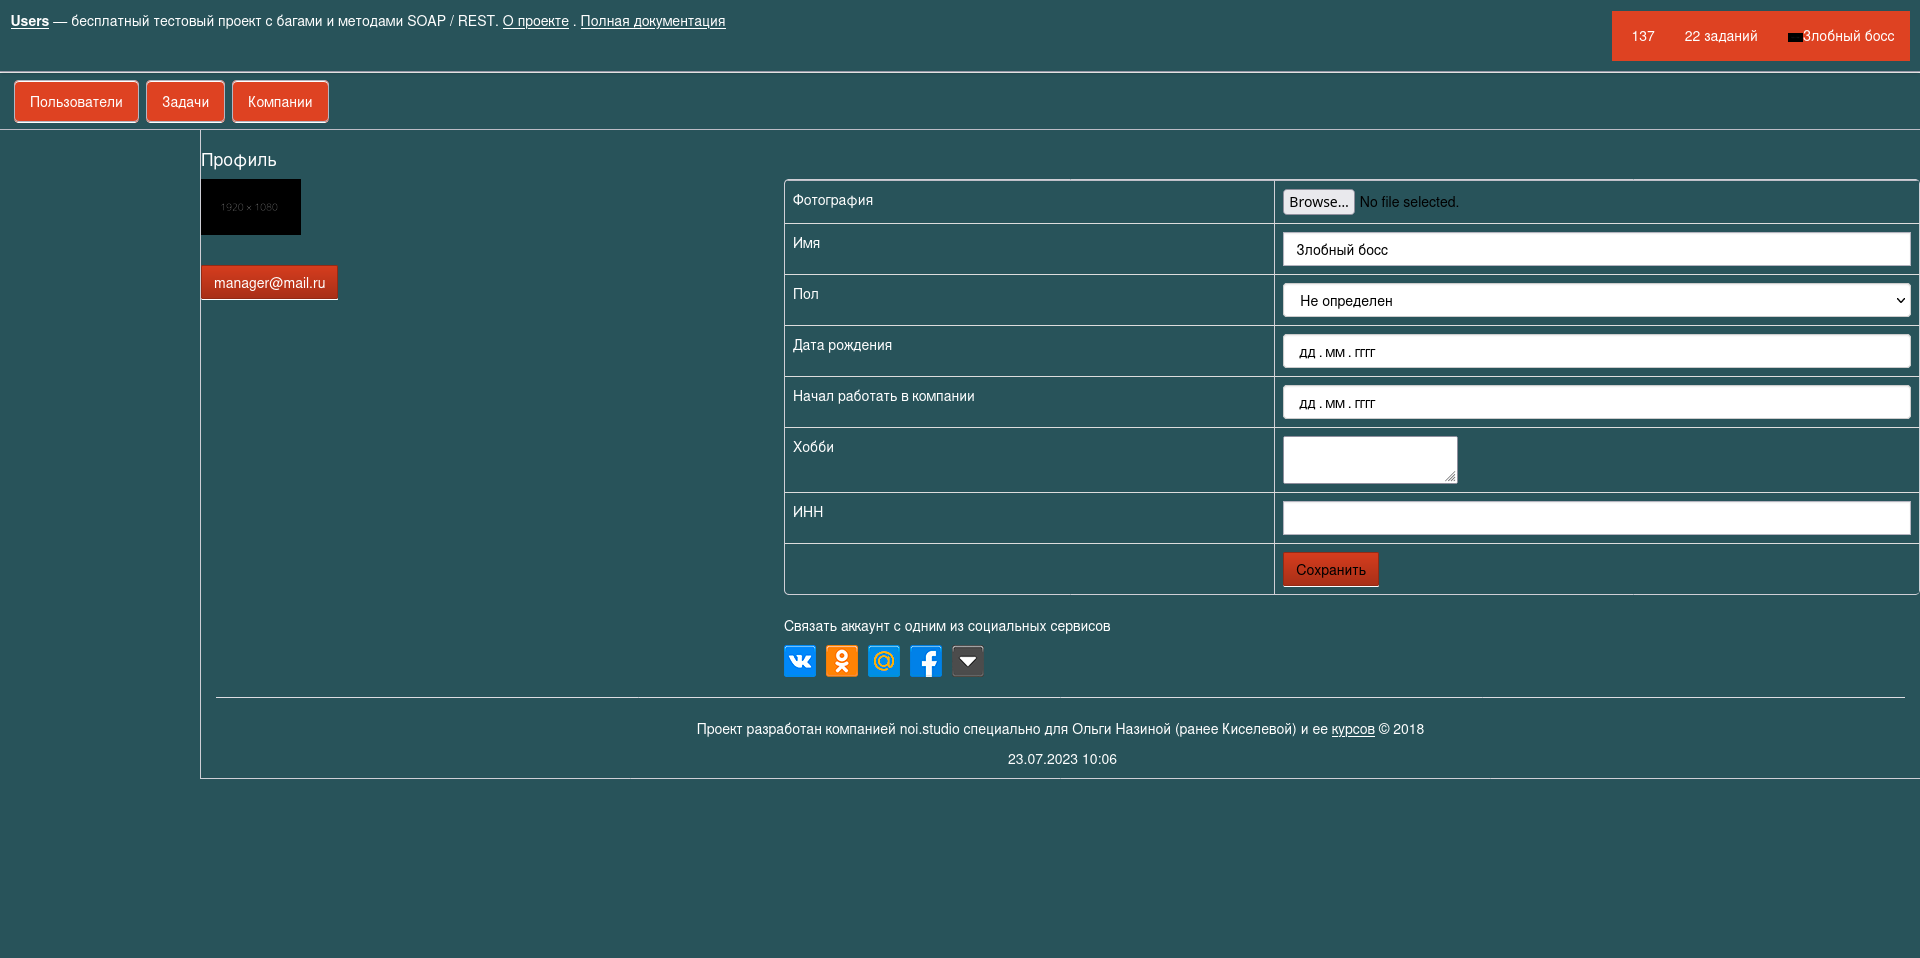 Users — бесплатный тестовый проект с багами и методами SOAP / REST. О проекте . Полная документация
137 22 заданий Злобный босс
Пользователи Задачи Компании
Профиль
1920 × 1080
manager@mail.ru
Фотография Browse... No file selected.
Имя Злобный босс
Пол Не определен
Дата рождения дд . мм . гггг
Начал работать в компании дд . мм . гггг
Хобби
ИНН
Сохранить
Связать аккаунт с одним из социальных сервисов
Проект разработан компанией noi.studio специально для Ольги Назиной (ранее Киселевой) и ее курсов © 2018
23.07.2023 10:06